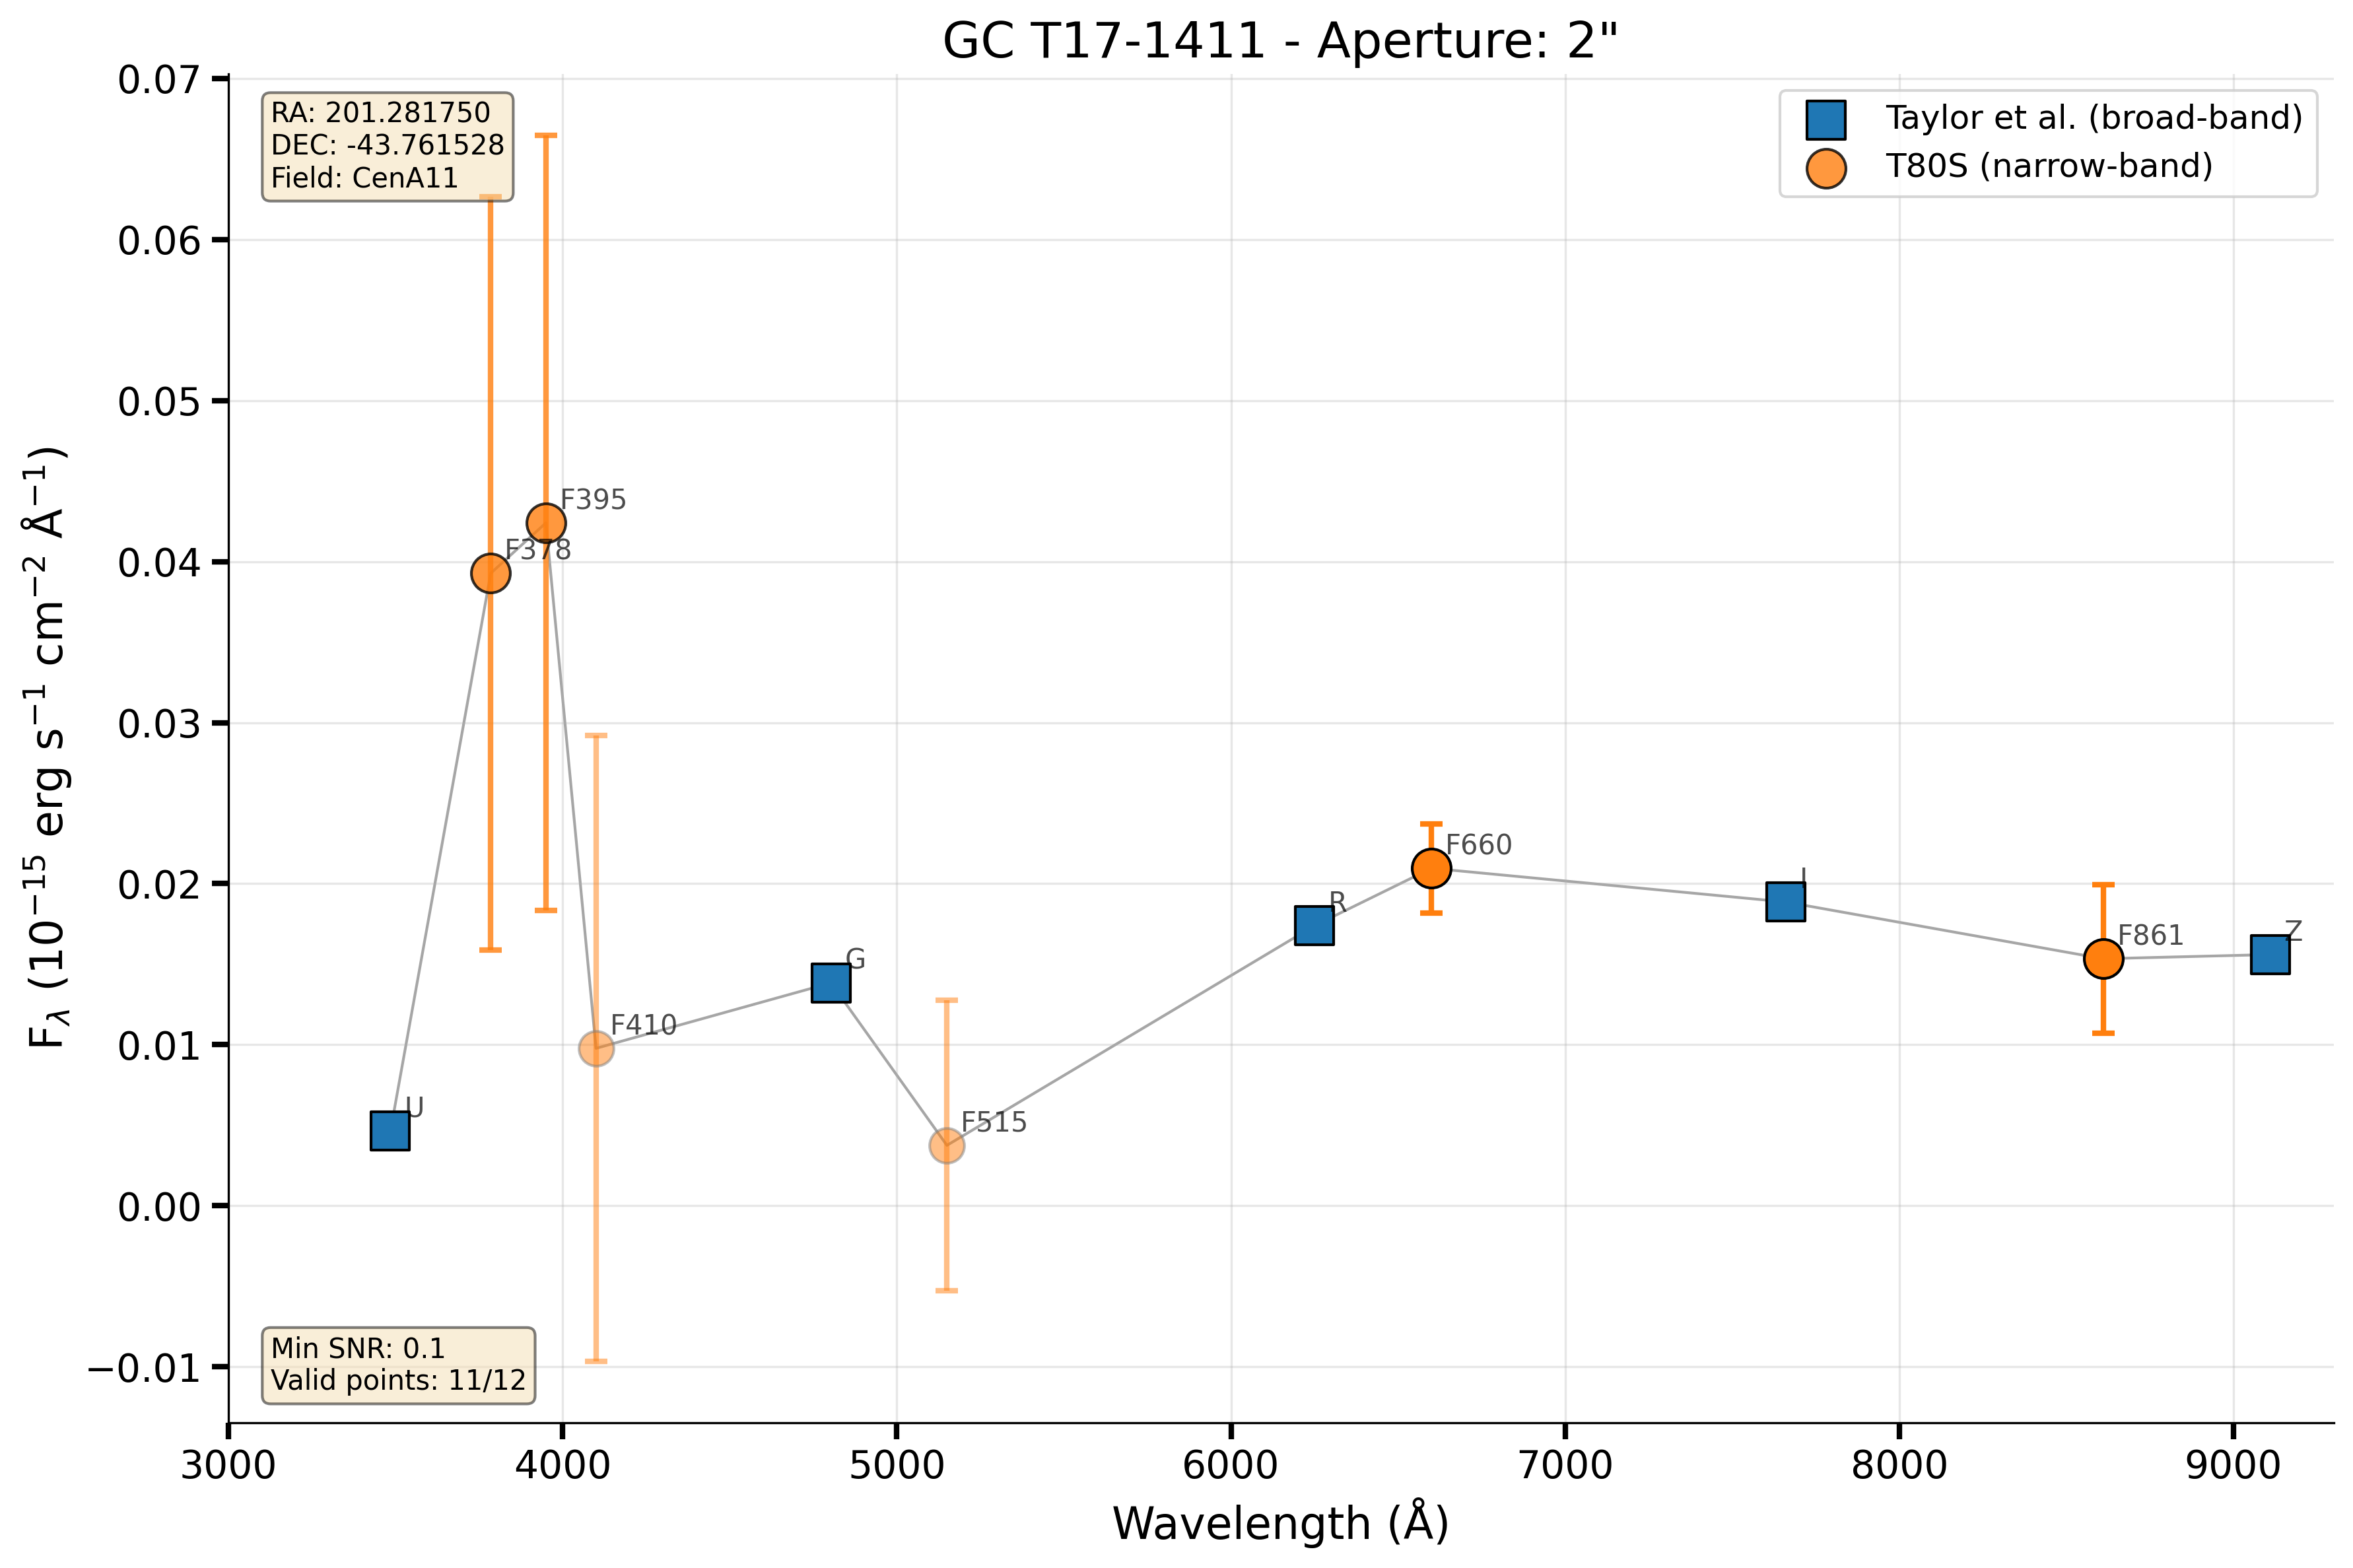 GC T17-1411 - Aperture: 2"
RA: 201.281750
DEC: -43.761528
Field: CenA11
Taylor et al. (broad-band)
T80S (narrow-band)
0.07
0.06
0.05
0.04
0.03
0.02
0.01
0.00
−0.01
F_λ (10⁻¹⁵ erg s⁻¹ cm⁻² Å⁻¹)
F395
F378
F660
I
R
F861
Z
G
F410
F515
U
Min SNR: 0.1
Valid points: 11/12
3000 4000 5000 6000 7000 8000 9000
Wavelength (Å)